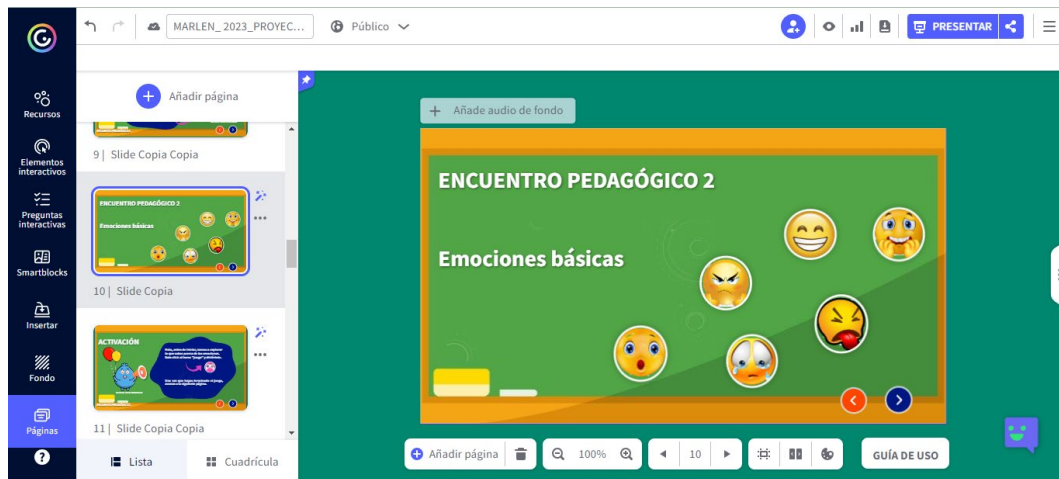 MARLEN_ 2023_PROYEC...
Público
PRESENTAR
Recursos
Elementos
interactivos
Preguntas
interactivas
Smartblocks
Insertar
Fondo
Páginas
?
Añadir página
9 | Slide Copia Copia
ENCUENTRO PEDAGÓGICO 2
Emociones básicas
10 | Slide Copia
ACTIVACIÓN
11 | Slide Copia Copia
Lista
Cuadrícula
Añade audio de fondo
ENCUENTRO PEDAGÓGICO 2
Emociones básicas
Añadir página
100%
10
GUÍA DE USO